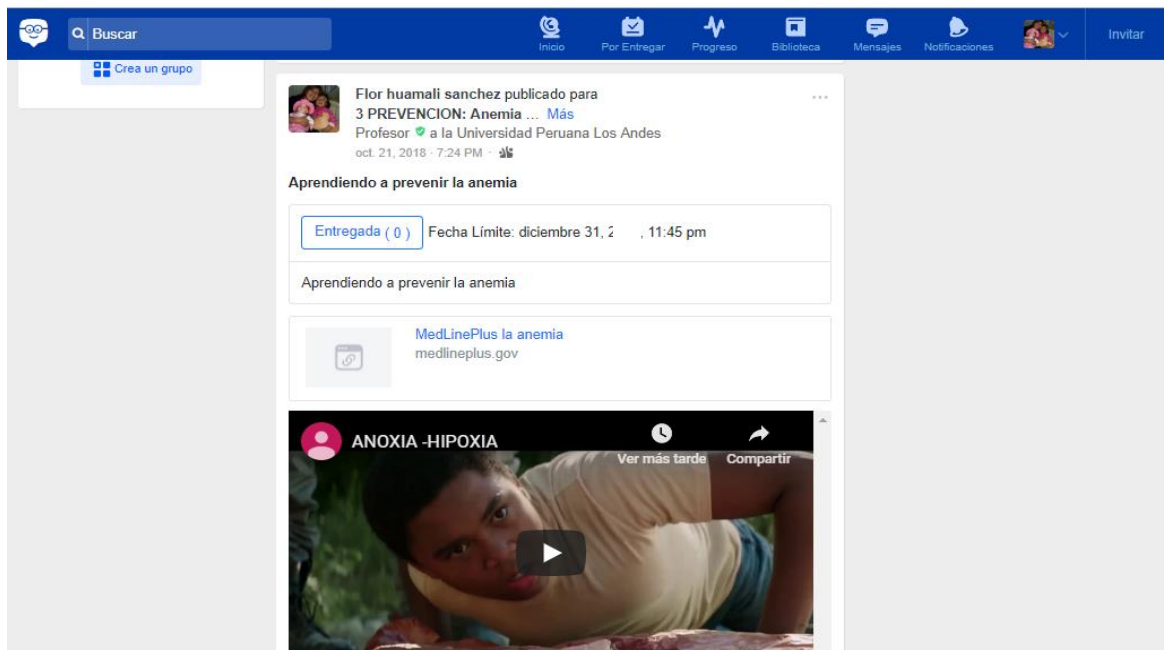 Buscar
Inicio
Por Entregar
Progreso
Biblioteca
Mensajes
Notificaciones
Invitar
Crea un grupo
Flor huamali sanchez publicado para
3 PREVENCION: Anemia ... Más
Profesor a la Universidad Peruana Los Andes
oct. 21, 2018 · 7:24 PM ·
Aprendiendo a prevenir la anemia
Entregada ( 0 ) Fecha Límite: diciembre 31, 2 , 11:45 pm
Aprendiendo a prevenir la anemia
MedLinePlus la anemia
medlineplus.gov
ANOXIA -HIPOXIA
Ver más tarde
Compartir